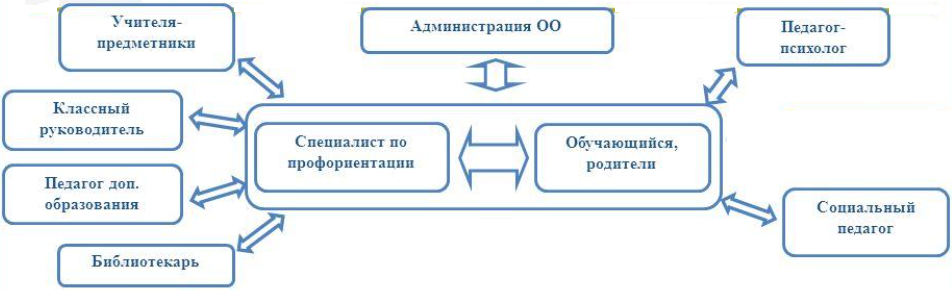 Учителя-
предметники
Администрация ОО
Педагог-
психолог
Классный
руководитель
Специалист по
профориентации
Обучающийся,
родители
Педагог доп.
образования
Социальный
педагог
Библиотекарь